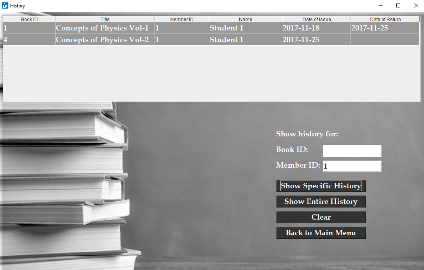 History
Book ID Title Member ID Name Date of Issue Date of Return
1 Concepts of Physics Vol-1 1 Student 1 2017-11-18 2017-11-25
4 Concepts of Physics Vol-2 1 Student 1 2017-11-25
Show history for:
Book ID:
Member ID: 1
Show Specific History
Show Entire History
Clear
Back to Main Menu